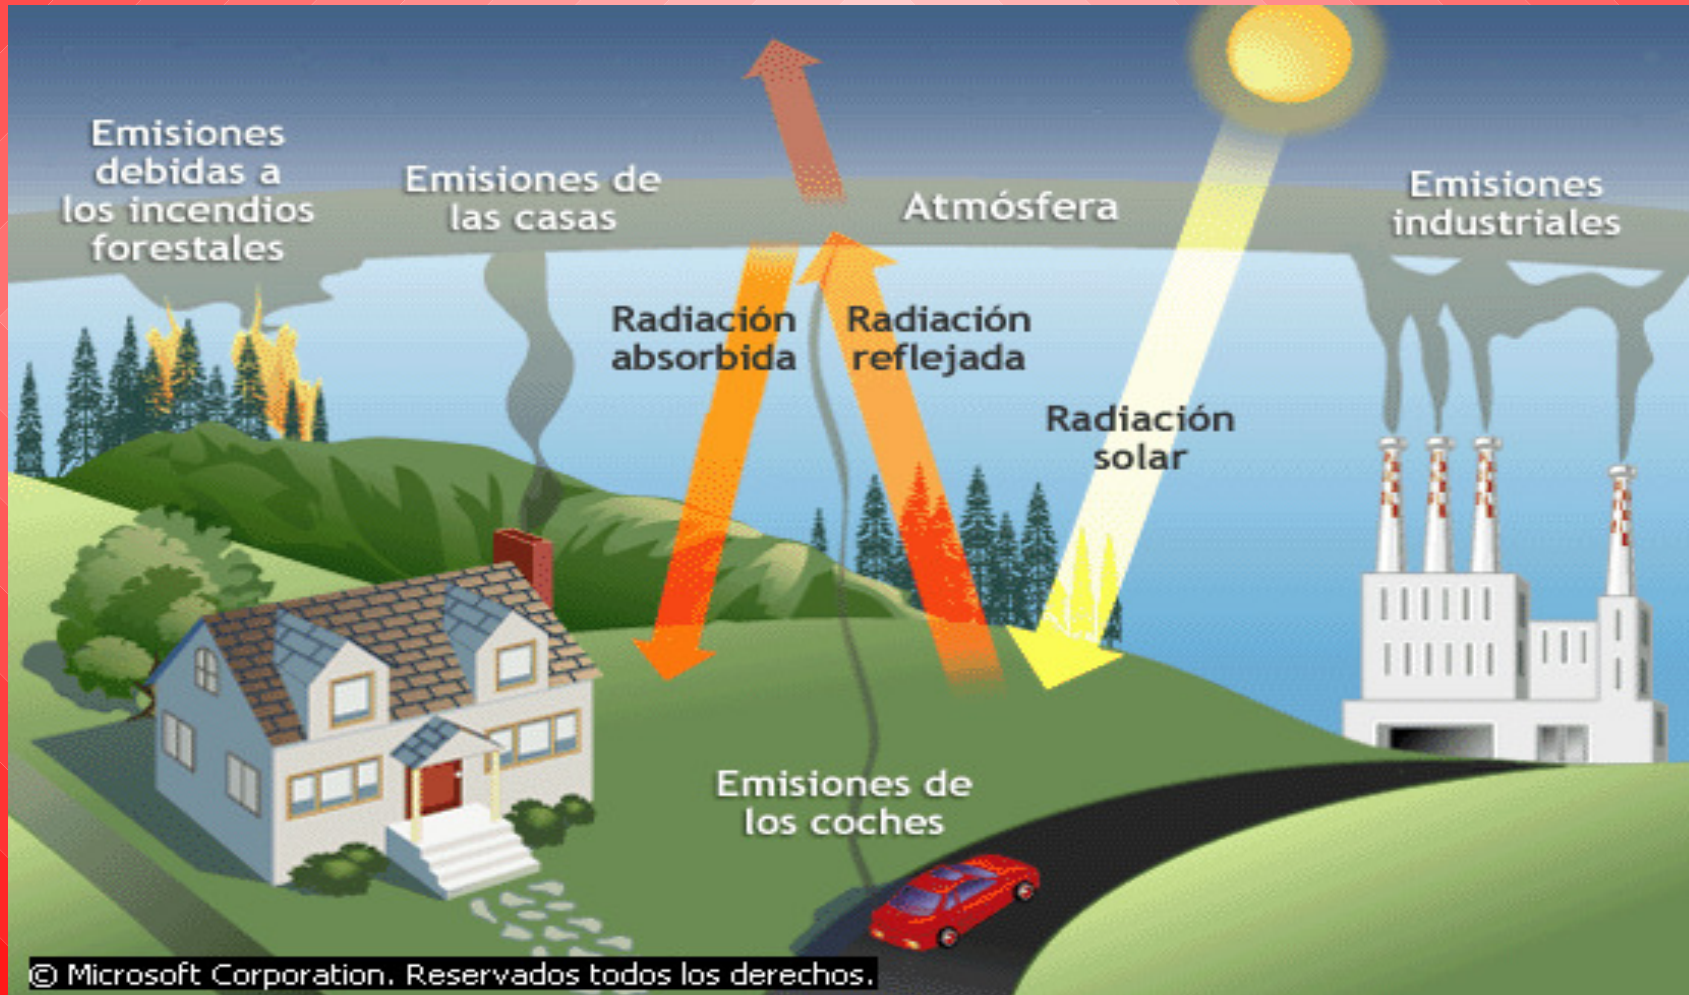 Emisiones
debidas a
los incendios
forestales
Emisiones de
las casas
Atmósfera
Emisiones
industriales
Radiación
absorbida
Radiación
reflejada
Radiación
solar
Emisiones de
los coches
© Microsoft Corporation. Reservados todos los derechos.